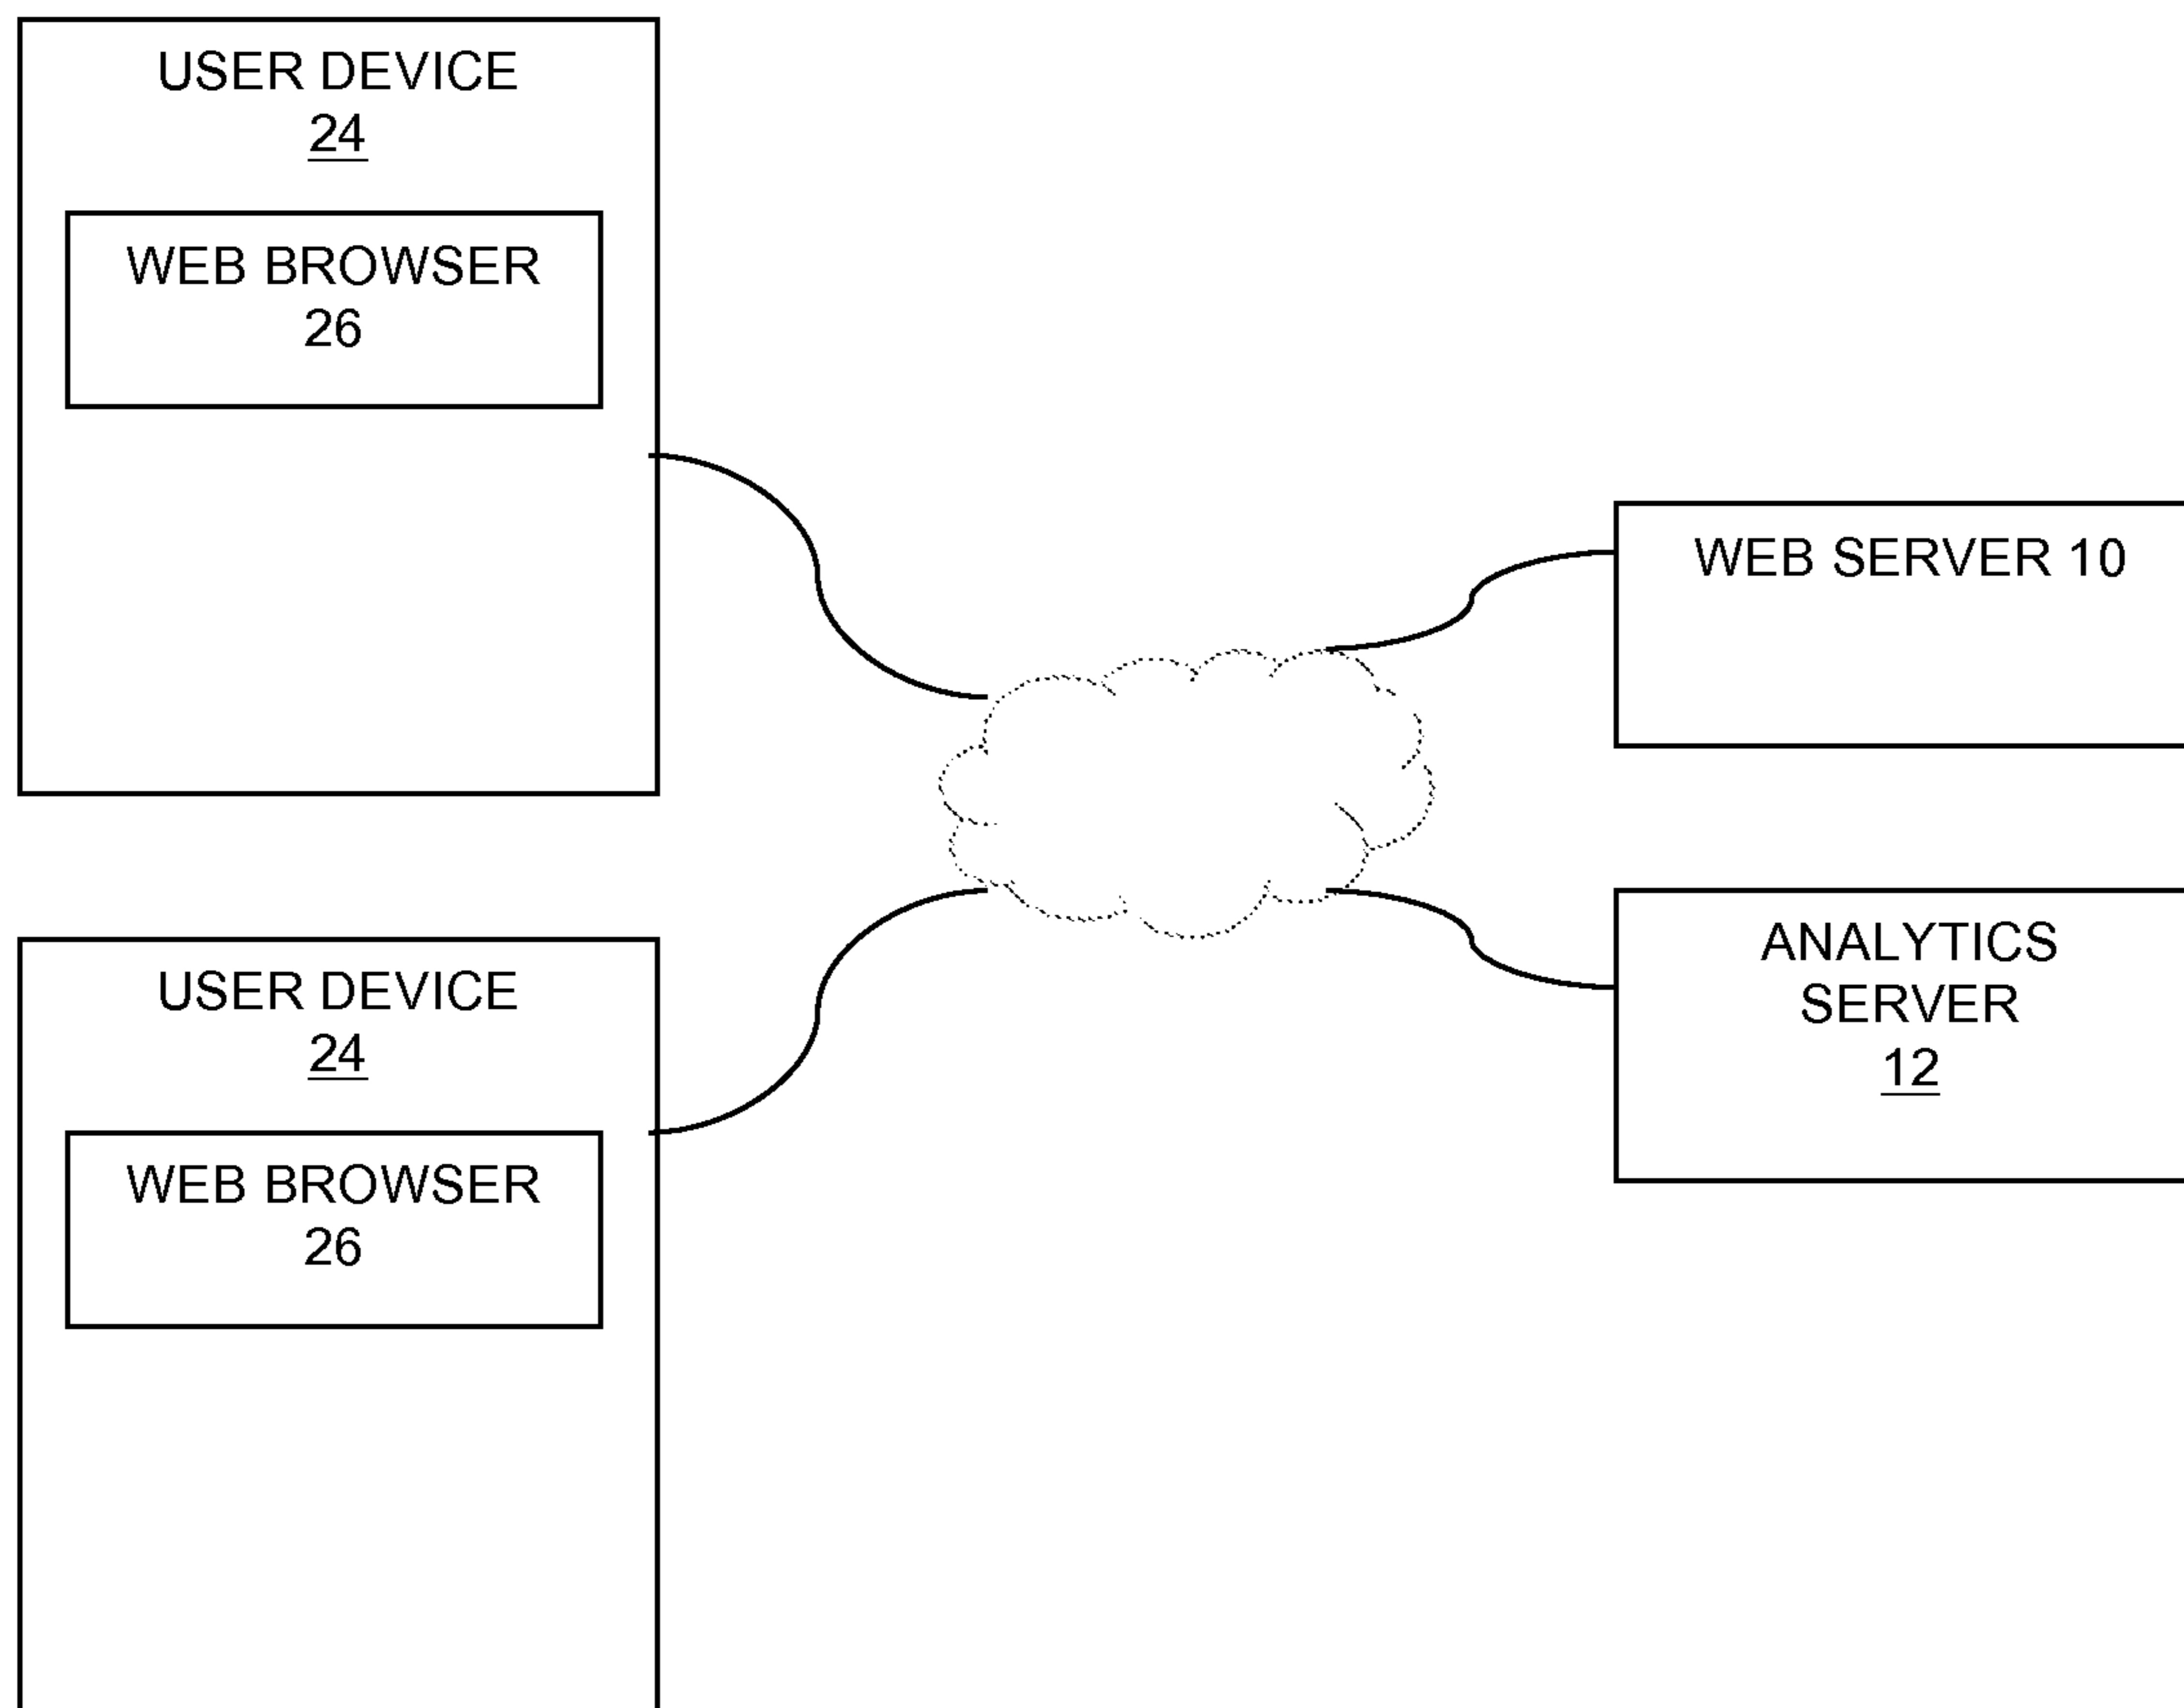 USER DEVICE
24
WEB BROWSER
26
WEB SERVER 10
ANALYTICS
SERVER
12
USER DEVICE
24
WEB BROWSER
26